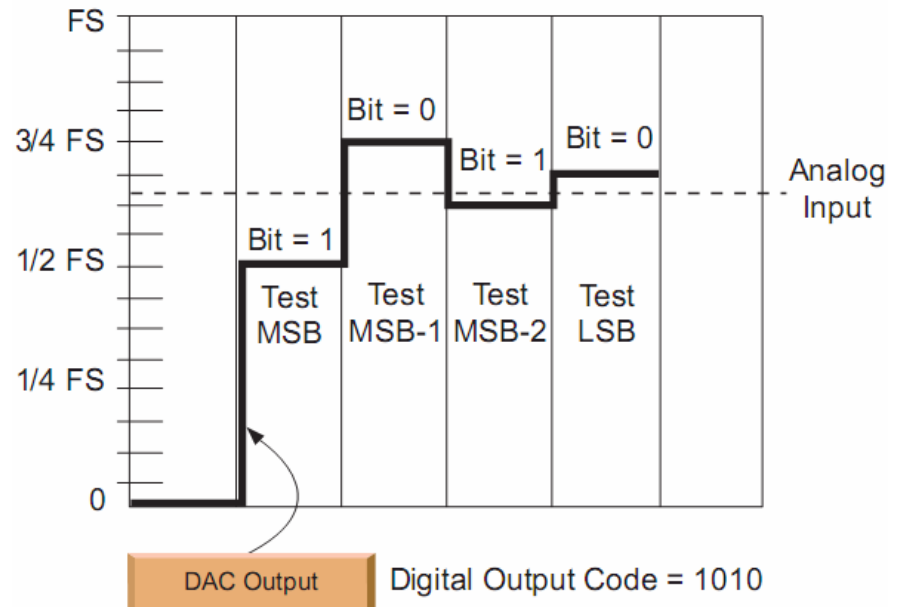 FS
3/4 FS
1/2 FS
1/4 FS
0
Bit = 1
Bit = 0
Bit = 1
Bit = 0
Test
MSB
Test
MSB-1
Test
MSB-2
Test
LSB
Analog
Input
DAC Output
Digital Output Code = 1010